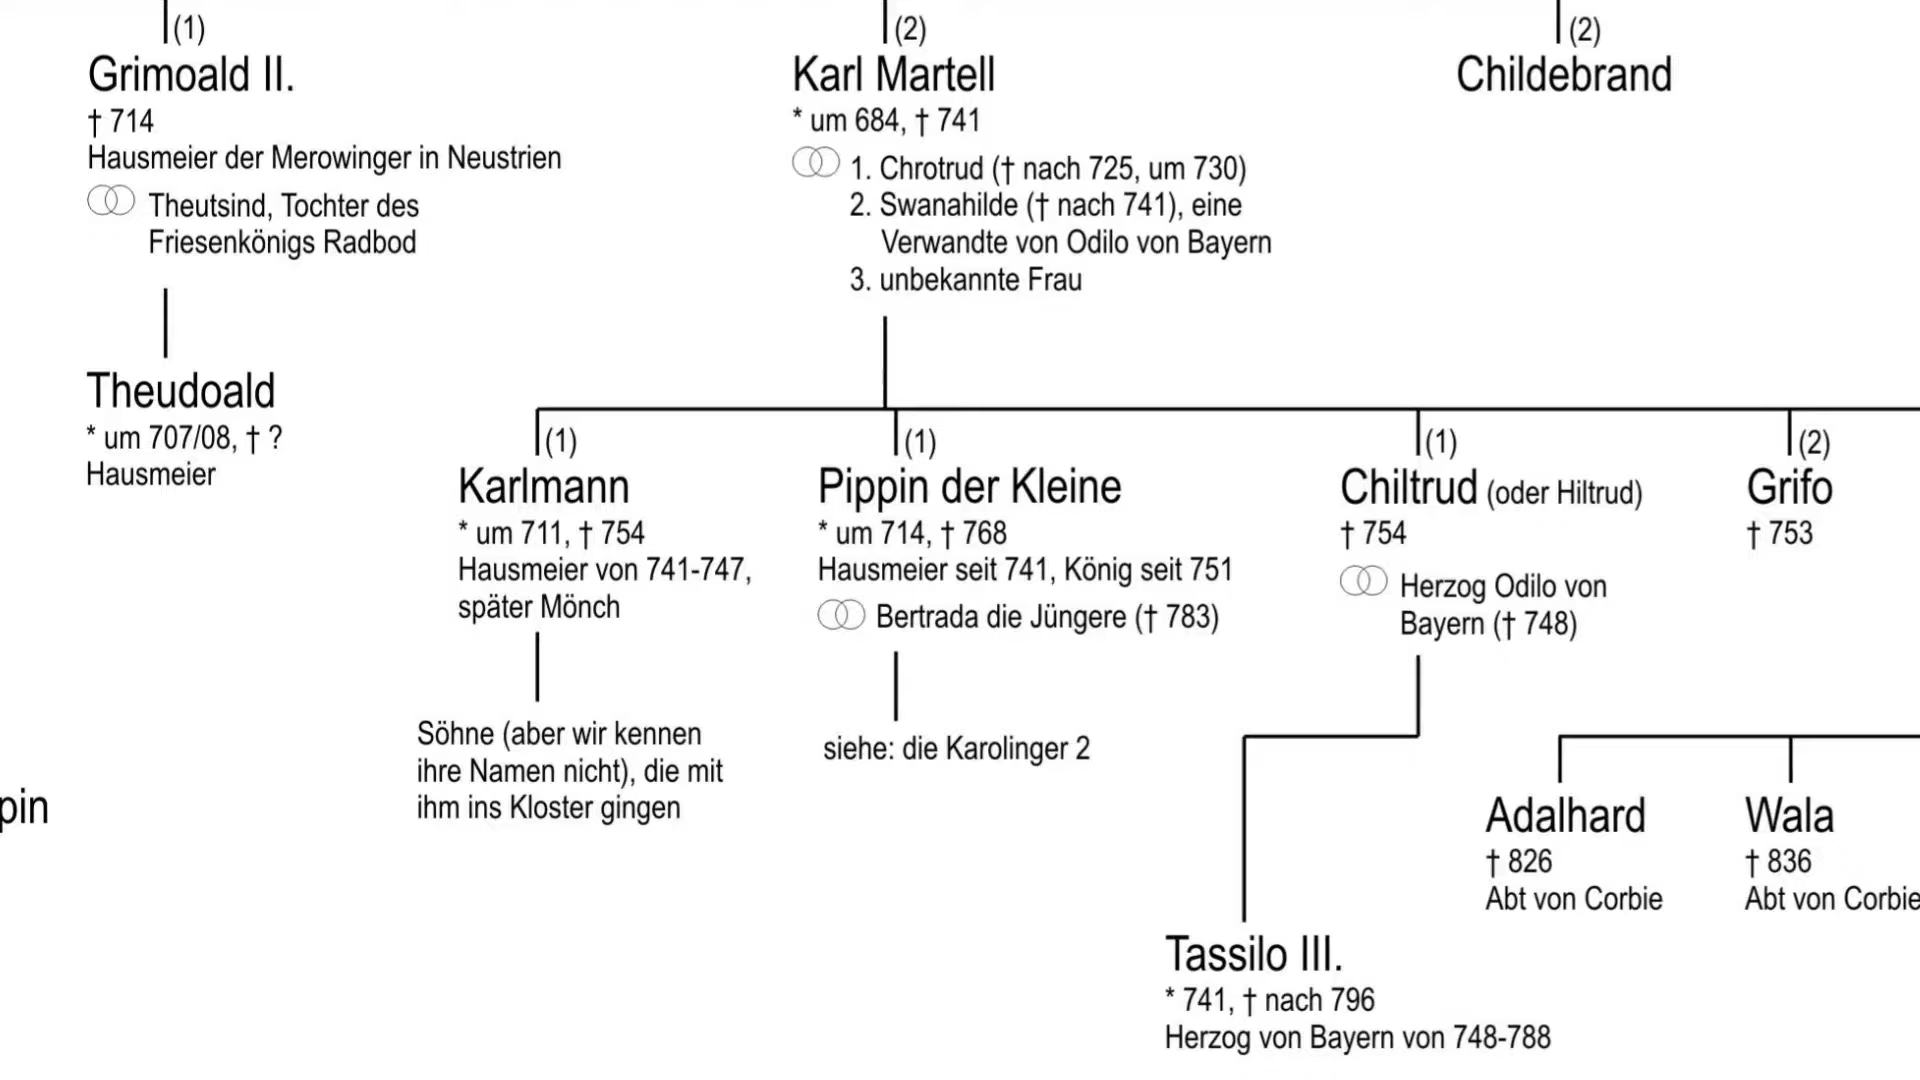 (1)
Grimoald II.
† 714
Hausmeier der Merowinger in Neustrien
Theutsind, Tochter des
Friesenkönigs Radbod
(2)
Karl Martell
* um 684, † 741
1. Chrotrud († nach 725, um 730)
2. Swanahilde († nach 741), eine
Verwandte von Odilo von Bayern
3. unbekannte Frau
(2)
Childebrand
Theudoald
* um 707/08, † ?
Hausmeier
(1)
Karlmann
* um 711, † 754
Hausmeier von 741-747,
später Mönch
Söhne (aber wir kennen
ihre Namen nicht), die mit
ihm ins Kloster gingen
(1)
Pippin der Kleine
* um 714, † 768
Hausmeier seit 741, König seit 751
Bertrada die Jüngere († 783)
siehe: die Karolinger 2
(1)
Chiltrud (oder Hiltrud)
† 754
Herzog Odilo von
Bayern († 748)
(2)
Grifo
† 753
pin
Adalhard
† 826
Abt von Corbie
Wala
† 836
Abt von Corbie
Tassilo III.
* 741, † nach 796
Herzog von Bayern von 748-788